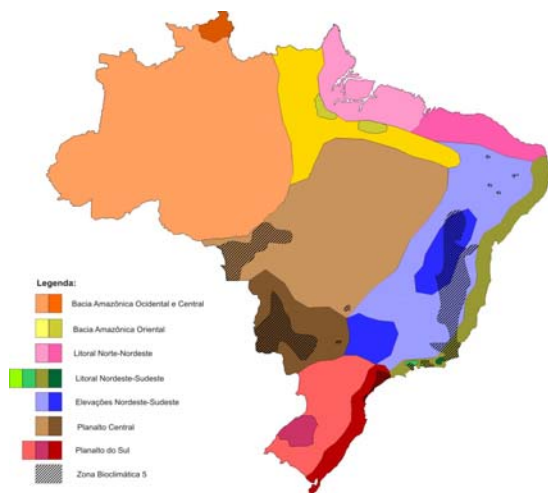 Legenda:
Bacia Amazônica Ocidental e Central
Bacia Amazônica Oriental
Litoral Norte-Nordeste
Litoral Nordeste-Sudeste
Elevações Nordeste-Sudeste
Planalto Central
Planalto do Sul
Zona Bioclimática 5